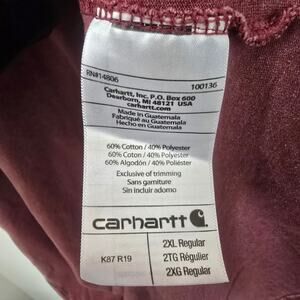 RN#14806 100136
Carhartt, Inc. P.O. Box 600
Dearborn, MI 48121 USA
carhartt.com
Made in Guatemala
Fabriqué au Guatemala
Hecho en Guatemala
60% Cotton / 40% Polyester
60% Coton / 40% Polyester
60% Algodón / 40% Poliester
Exclusive of trimming
Sans garniture
Sin incluir adorno
carhartt
K87 R19
2XL Regular
2TG Régulier
2XG Regular